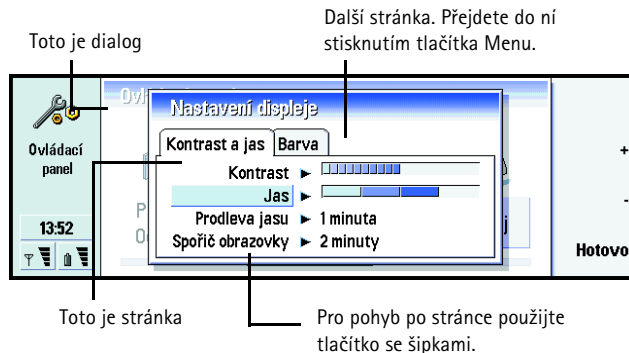 Další stránka. Přejdete do ní
stisknutím tlačítka Menu.
Toto je dialog
Nastavení displeje
Ovládací
panel
Kontrast a jas
Barva
Kontrast
Jas
Prodleva jasu
1 minuta
Spořič obrazovky
2 minuty
13:52
+
-
Hotovo
Toto je stránka
Pro pohyb po stránce použijte
tlačítko se šipkami.